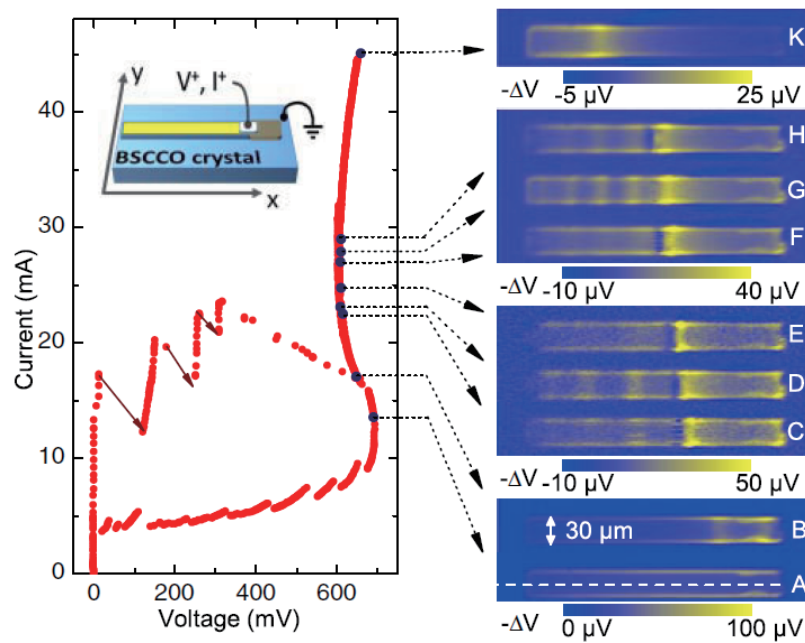 Current (mA)
40
30
20
10
0
0
200
400
600
Voltage (mV)
y
V⁺, I⁺
BSCCO crystal
x
K
-ΔV
-5 µV
25 µV
H
G
F
-ΔV
-10 µV
40 µV
E
D
C
-ΔV
-10 µV
50 µV
B
30 µm
A
-ΔV
0 µV
100 µV